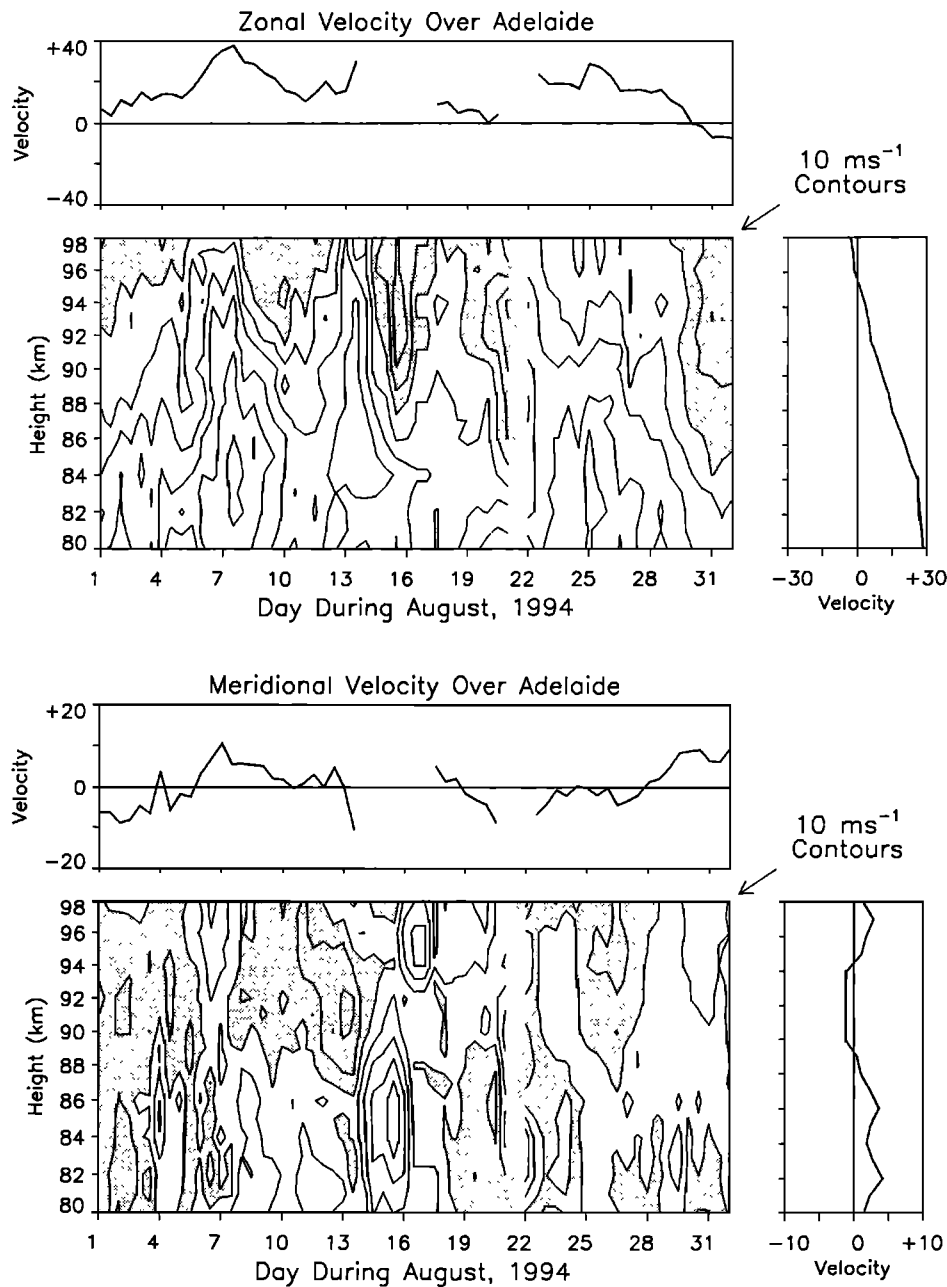 Zonal Velocity Over Adelaide
+40
0
−40
Velocity
10 ms⁻¹
Contours
98
96
94
92
90
88
86
84
82
80
Height (km)
1 4 7 10 13 16 19 22 25 28 31
Day During August, 1994
−30 0 +30
Velocity
Meridional Velocity Over Adelaide
+20
0
−20
Velocity
10 ms⁻¹
Contours
98
96
94
92
90
88
86
84
82
80
Height (km)
1 4 7 10 13 16 19 22 25 28 31
Day During August, 1994
−10 0 +10
Velocity